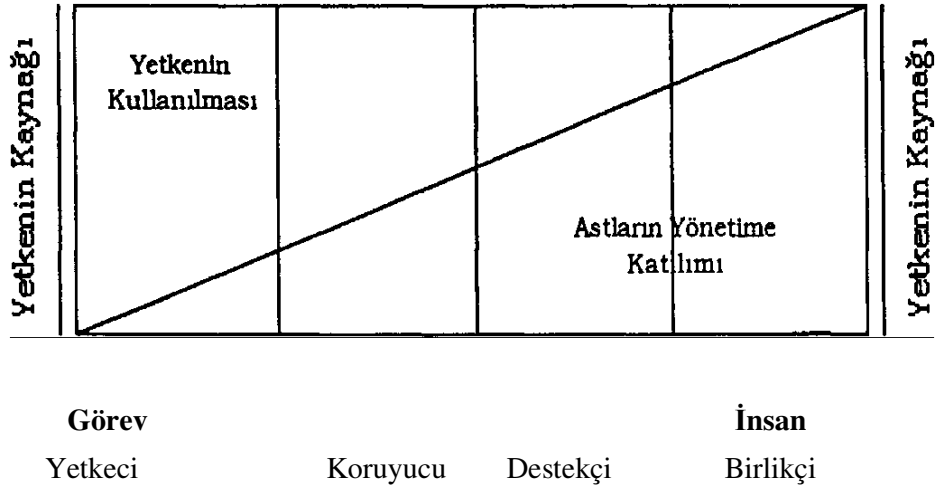 Yetkenin Kaynağı
Yetkenin
Kullanılması
Astların Yönetime
Katılımı
Yetkenin Kaynağı
Görev İnsan
Yetkeci Koruyucu Destekçi Birlikçi